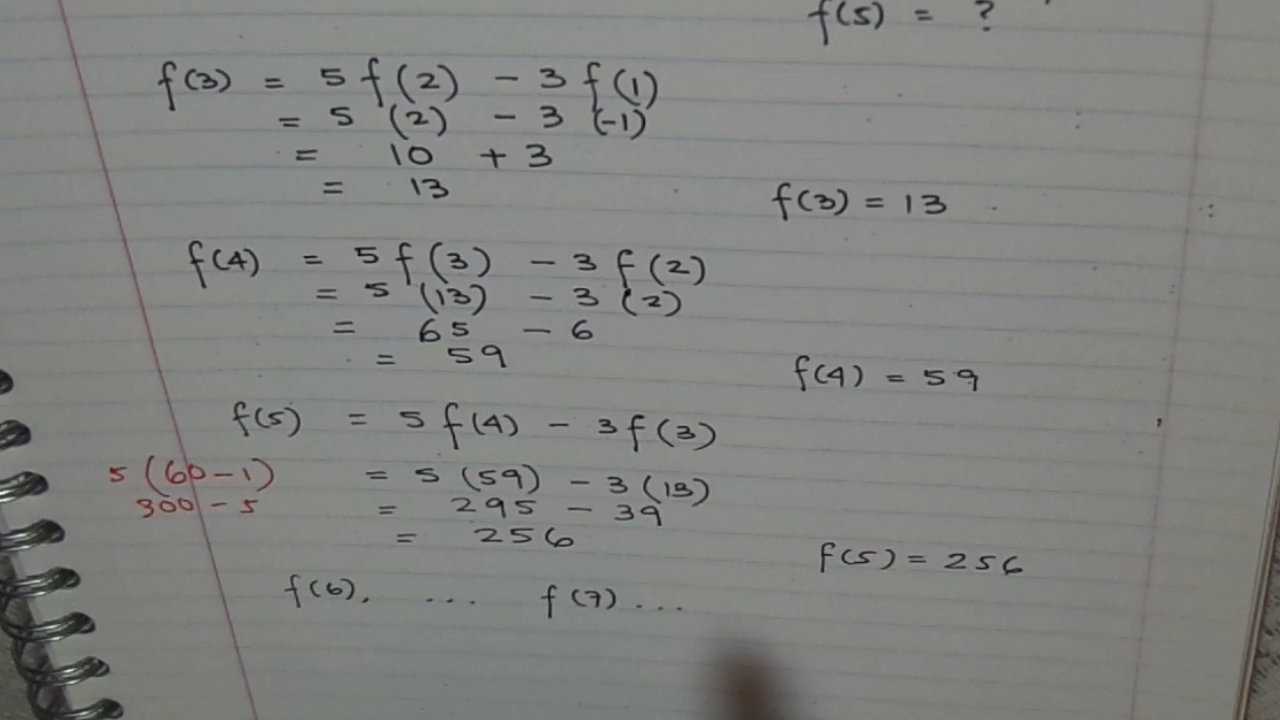 f(5) = ?
f(3) = 5 f(2) - 3 f(1)
= 5 (2) - 3 (-1)
= 10 + 3
= 13
f(3) = 13
f(4) = 5 f(3) - 3 f(2)
= 5 (13) - 3 (2)
= 65 - 6
= 59
f(4) = 59
f(5) = 5 f(4) - 3 f(3)
5 (60 - 1) = 5 (59) - 3 (13)
300 - 5 = 295 - 39
= 256
f(5) = 256
f(6), ... f(7) ...